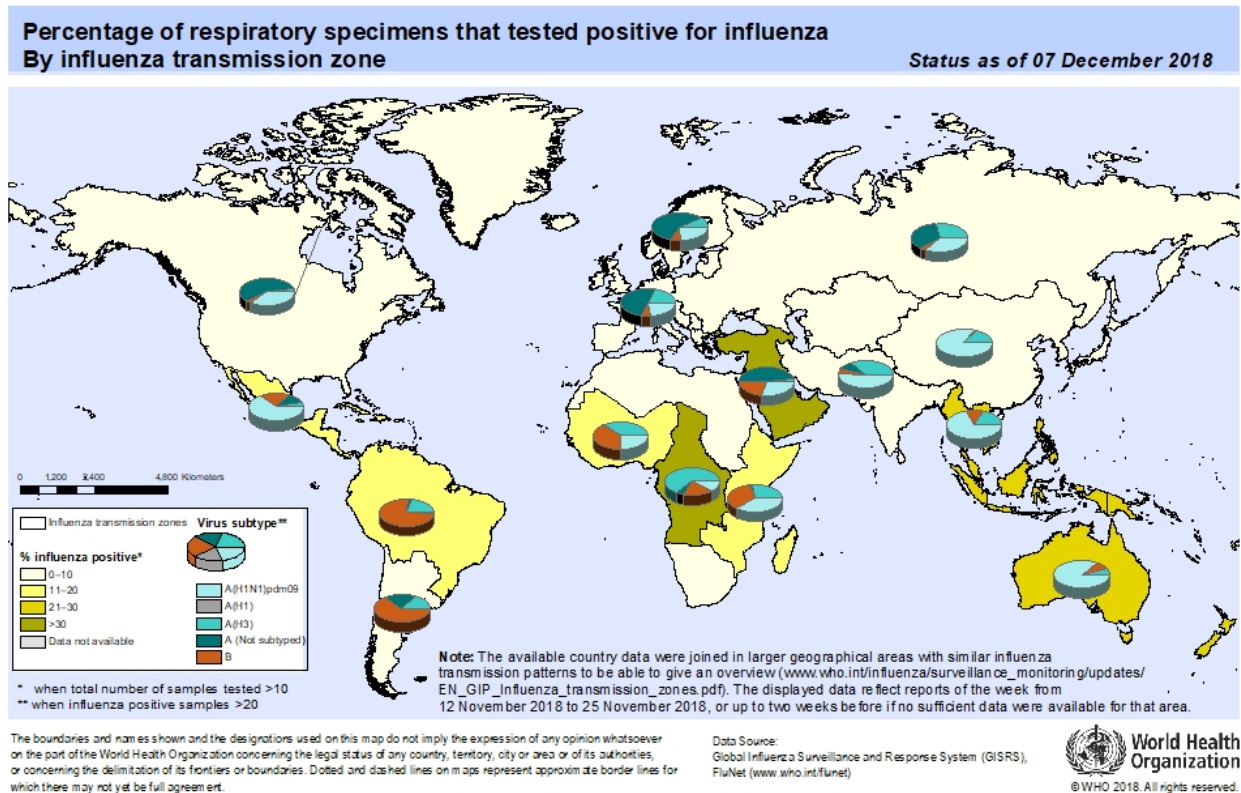 Percentage of respiratory specimens that tested positive for influenza
By influenza transmission zone
Status as of 07 December 2018
0 1,200 2,400 4,800 Kilometers
Influenza transmission zones
% influenza positive*
0–10
11–20
21–30
>30
Data not available
Virus subtype**
A(H1N1)pdm09
A(H1)
A(H3)
A (Not subtyped)
B
* when total number of samples tested >10
** when influenza positive samples >20
Note: The available country data were joined in larger geographical areas with similar influenza
transmission patterns to be able to give an overview (www.who.int/influenza/surveillance_monitoring/updates/
EN_GIP_Influenza_transmission_zones.pdf). The displayed data reflect reports of the week from
12 November 2018 to 25 November 2018, or up to two weeks before if no sufficient data were available for that area.
The boundaries and names shown and the designations used on this map do not imply the expression of any opinion whatsoever
on the part of the World Health Organization concerning the legal status of any country, territory, city or area or of its authorities,
or concerning the delimitation of its frontiers or boundaries. Dotted and dashed lines on maps represent approximate border lines for
which there may not yet be full agreement.
Data Source:
Global Influenza Surveillance and Response System (GISRS),
FluNet (www.who.int/flunet)
World Health
Organization
© WHO 2018. All rights reserved.